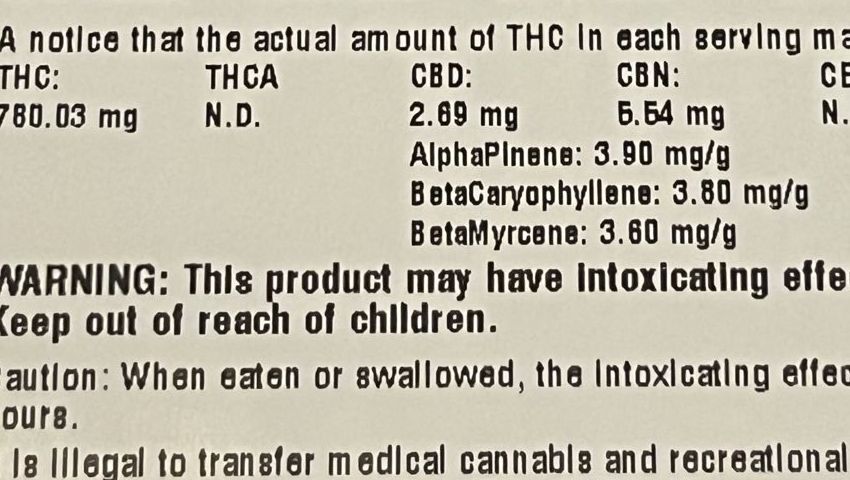 A notice that the actual amount of THC in each serving ma
THC: THCA CBD: CBN: CB
780.03 mg N.D. 2.69 mg 5.54 mg N.
AlphaPinene: 3.90 mg/g
BetaCaryophyllene: 3.80 mg/g
BetaMyrcene: 3.60 mg/g
WARNING: This product may have intoxicating effe
Keep out of reach of children.
aution: When eaten or swallowed, the intoxicating effec
ours.
is illegal to transfer medical cannabis and recreational